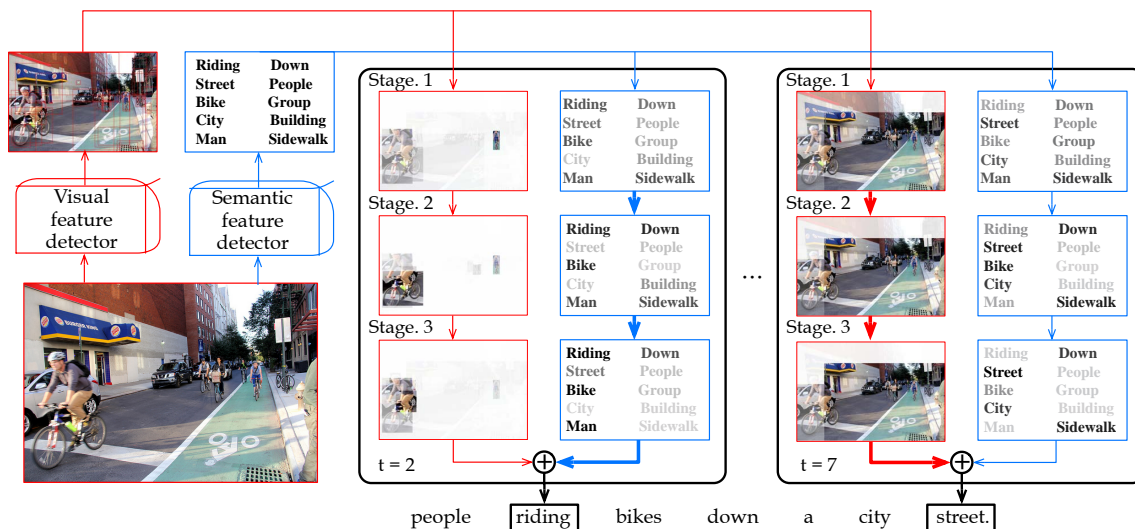 Riding Down
Street People
Bike Group
City Building
Man Sidewalk
Visual
feature
detector
Semantic
feature
detector
BURGER KING
Stage. 1
Riding Down
Street People
Bike Group
City Building
Man Sidewalk
Stage. 2
Riding Down
Street People
Bike Group
City Building
Man Sidewalk
Stage. 3
Riding Down
Street People
Bike Group
City Building
Man Sidewalk
t = 2
...
Stage. 1
Riding Down
Street People
Bike Group
City Building
Man Sidewalk
Stage. 2
Riding Down
Street People
Bike Group
City Building
Man Sidewalk
Stage. 3
Riding Down
Street People
Bike Group
City Building
Man Sidewalk
t = 7
people riding bikes down a city street.